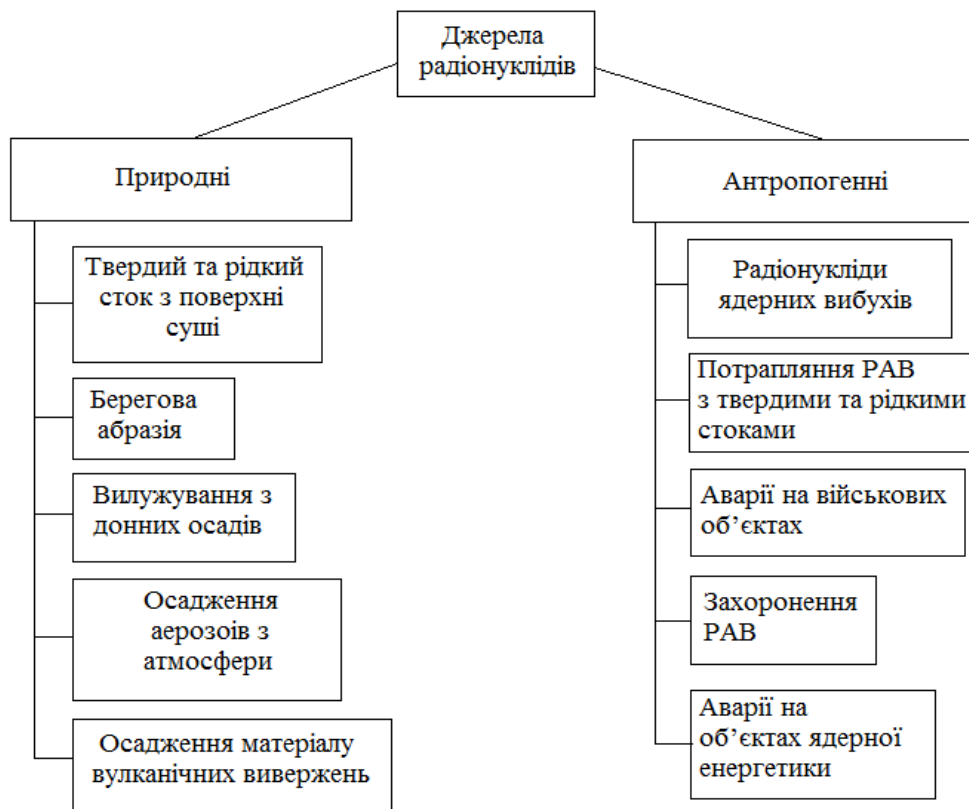 Джерела
радіонуклідів
Природні
Твердий та рідкий
сток з поверхні
суші
Берегова
абразія
Вилужування з
донних осадів
Осадження
аерозоів з
атмосфери
Осадження матеріалу
вулканічних вивержень
Антропогенні
Радіонукліди
ядерних вибухів
Потрапляння РАВ
з твердими та рідкими
стоками
Аварії на військових
об’єктах
Захоронення
РАВ
Аварії на
об’єктах ядерної
енергетики